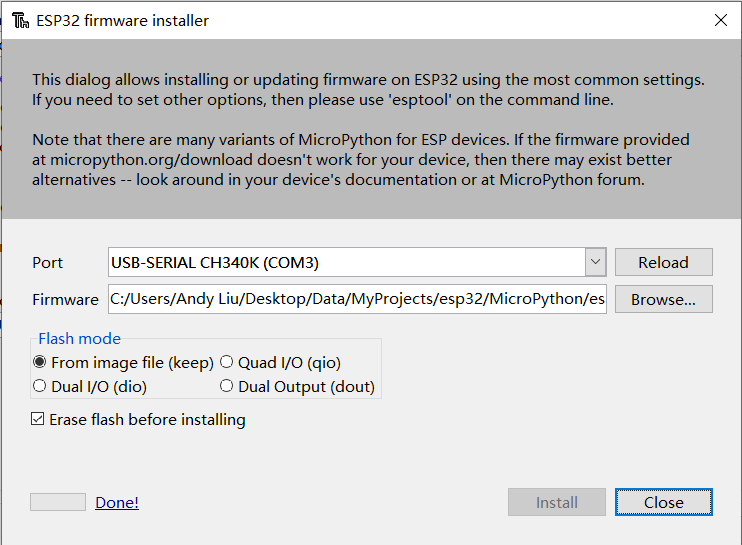 ESP32 firmware installer
This dialog allows installing or updating firmware on ESP32 using the most common settings.
If you need to set other options, then please use 'esptool' on the command line.
Note that there are many variants of MicroPython for ESP devices. If the firmware provided
at micropython.org/download doesn't work for your device, then there may exist better
alternatives -- look around in your device's documentation or at MicroPython forum.
Port USB-SERIAL CH340K (COM3) Reload
Firmware C:/Users/Andy Liu/Desktop/Data/MyProjects/esp32/MicroPython/es Browse...
Flash mode
From image file (keep) Quad I/O (qio)
Dual I/O (dio) Dual Output (dout)
Erase flash before installing
Done! Install Close